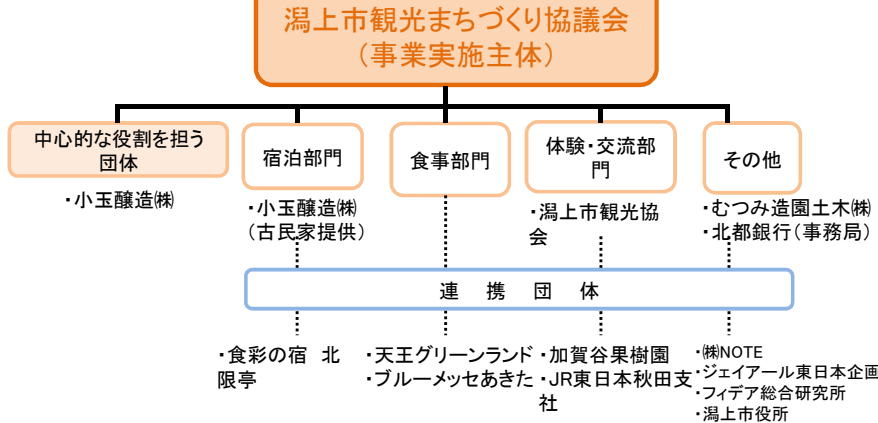 潟上市観光まちづくり協議会
（事業実施主体）
中心的な役割を担う
団体
・小玉醸造㈱
宿泊部門
・小玉醸造㈱
（古民家提供）
食事部門
体験・交流部
門
・潟上市観光協
会
その他
・むつみ造園土木㈱
・北都銀行（事務局）
連　携　団　体
・食彩の宿　北
限亭
・天王グリーンランド
・ブルーメッセあきた
・加賀谷果樹園
・JR東日本秋田支
社
・㈱NOTE
・ジェイアール東日本企画
・フィデア総合研究所
・潟上市役所